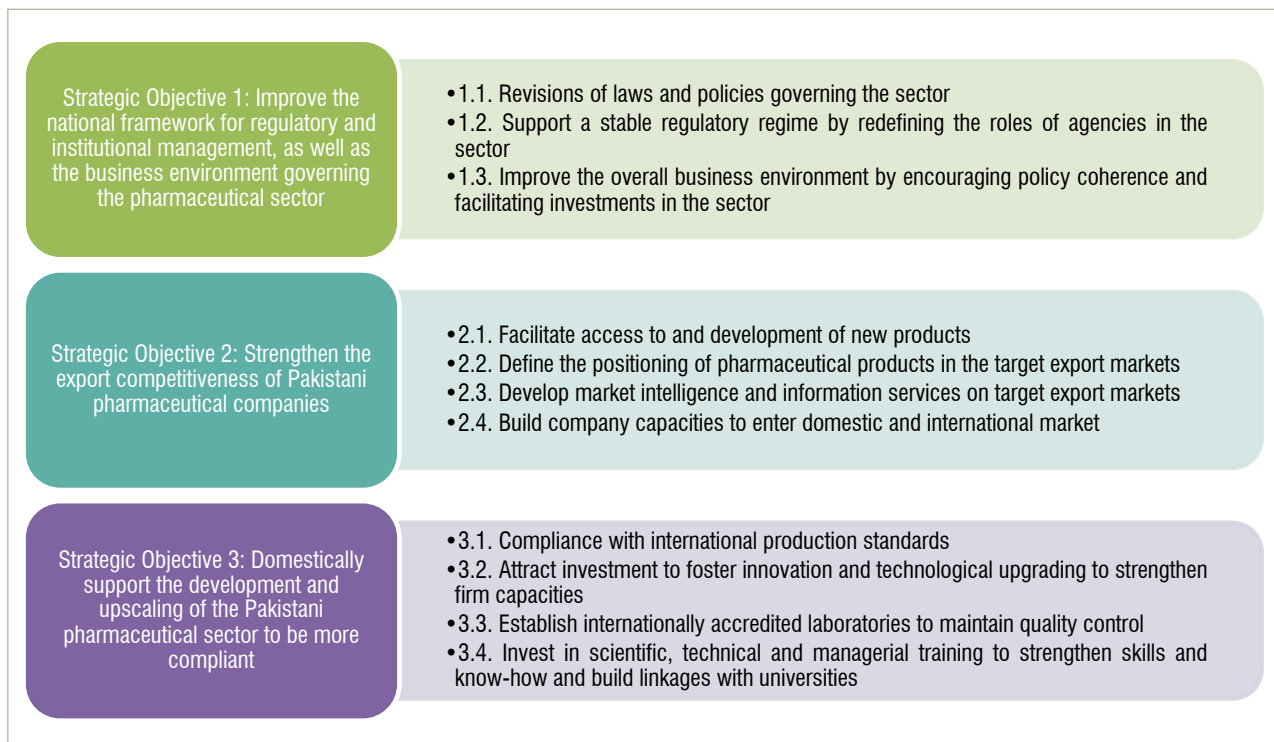 Strategic Objective 1: Improve the
national framework for regulatory and
institutional management, as well as
the business environment governing
the pharmaceutical sector
•1.1. Revisions of laws and policies governing the sector
•1.2. Support a stable regulatory regime by redefining the roles of agencies in the
sector
•1.3. Improve the overall business environment by encouraging policy coherence and
facilitating investments in the sector
Strategic Objective 2: Strengthen the
export competitiveness of Pakistani
pharmaceutical companies
•2.1. Facilitate access to and development of new products
•2.2. Define the positioning of pharmaceutical products in the target export markets
•2.3. Develop market intelligence and information services on target export markets
•2.4. Build company capacities to enter domestic and international market
Strategic Objective 3: Domestically
support the development and
upscaling of the Pakistani
pharmaceutical sector to be more
compliant
•3.1. Compliance with international production standards
•3.2. Attract investment to foster innovation and technological upgrading to strengthen
firm capacities
•3.3. Establish internationally accredited laboratories to maintain quality control
•3.4. Invest in scientific, technical and managerial training to strengthen skills and
know-how and build linkages with universities